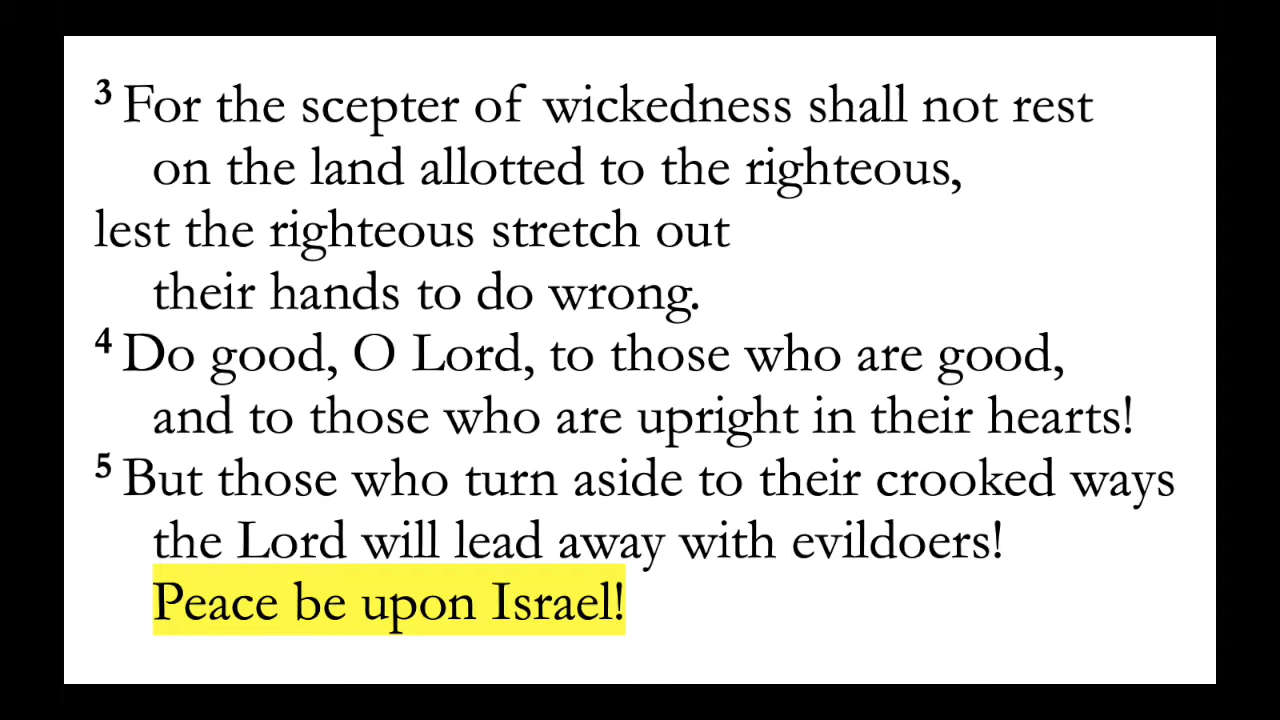 3 For the scepter of wickedness shall not rest
on the land allotted to the righteous,
lest the righteous stretch out
their hands to do wrong.
4 Do good, O Lord, to those who are good,
and to those who are upright in their hearts!
5 But those who turn aside to their crooked ways
the Lord will lead away with evildoers!
Peace be upon Israel!